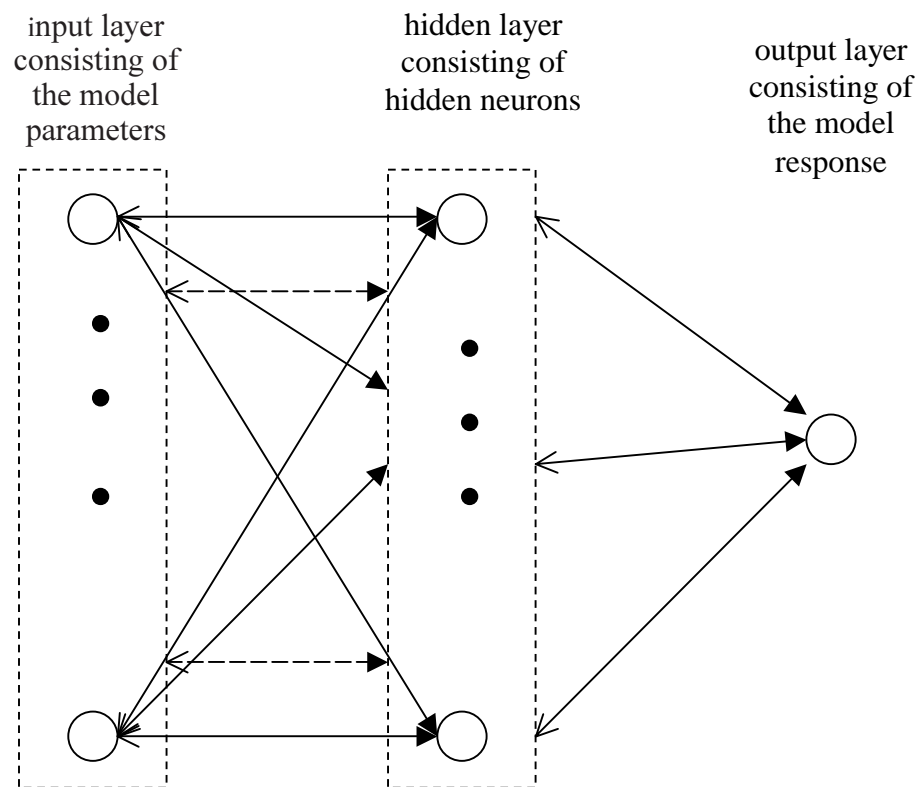 input layer
consisting of
the model
parameters
hidden layer
consisting of
hidden neurons
output layer
consisting of
the model
response